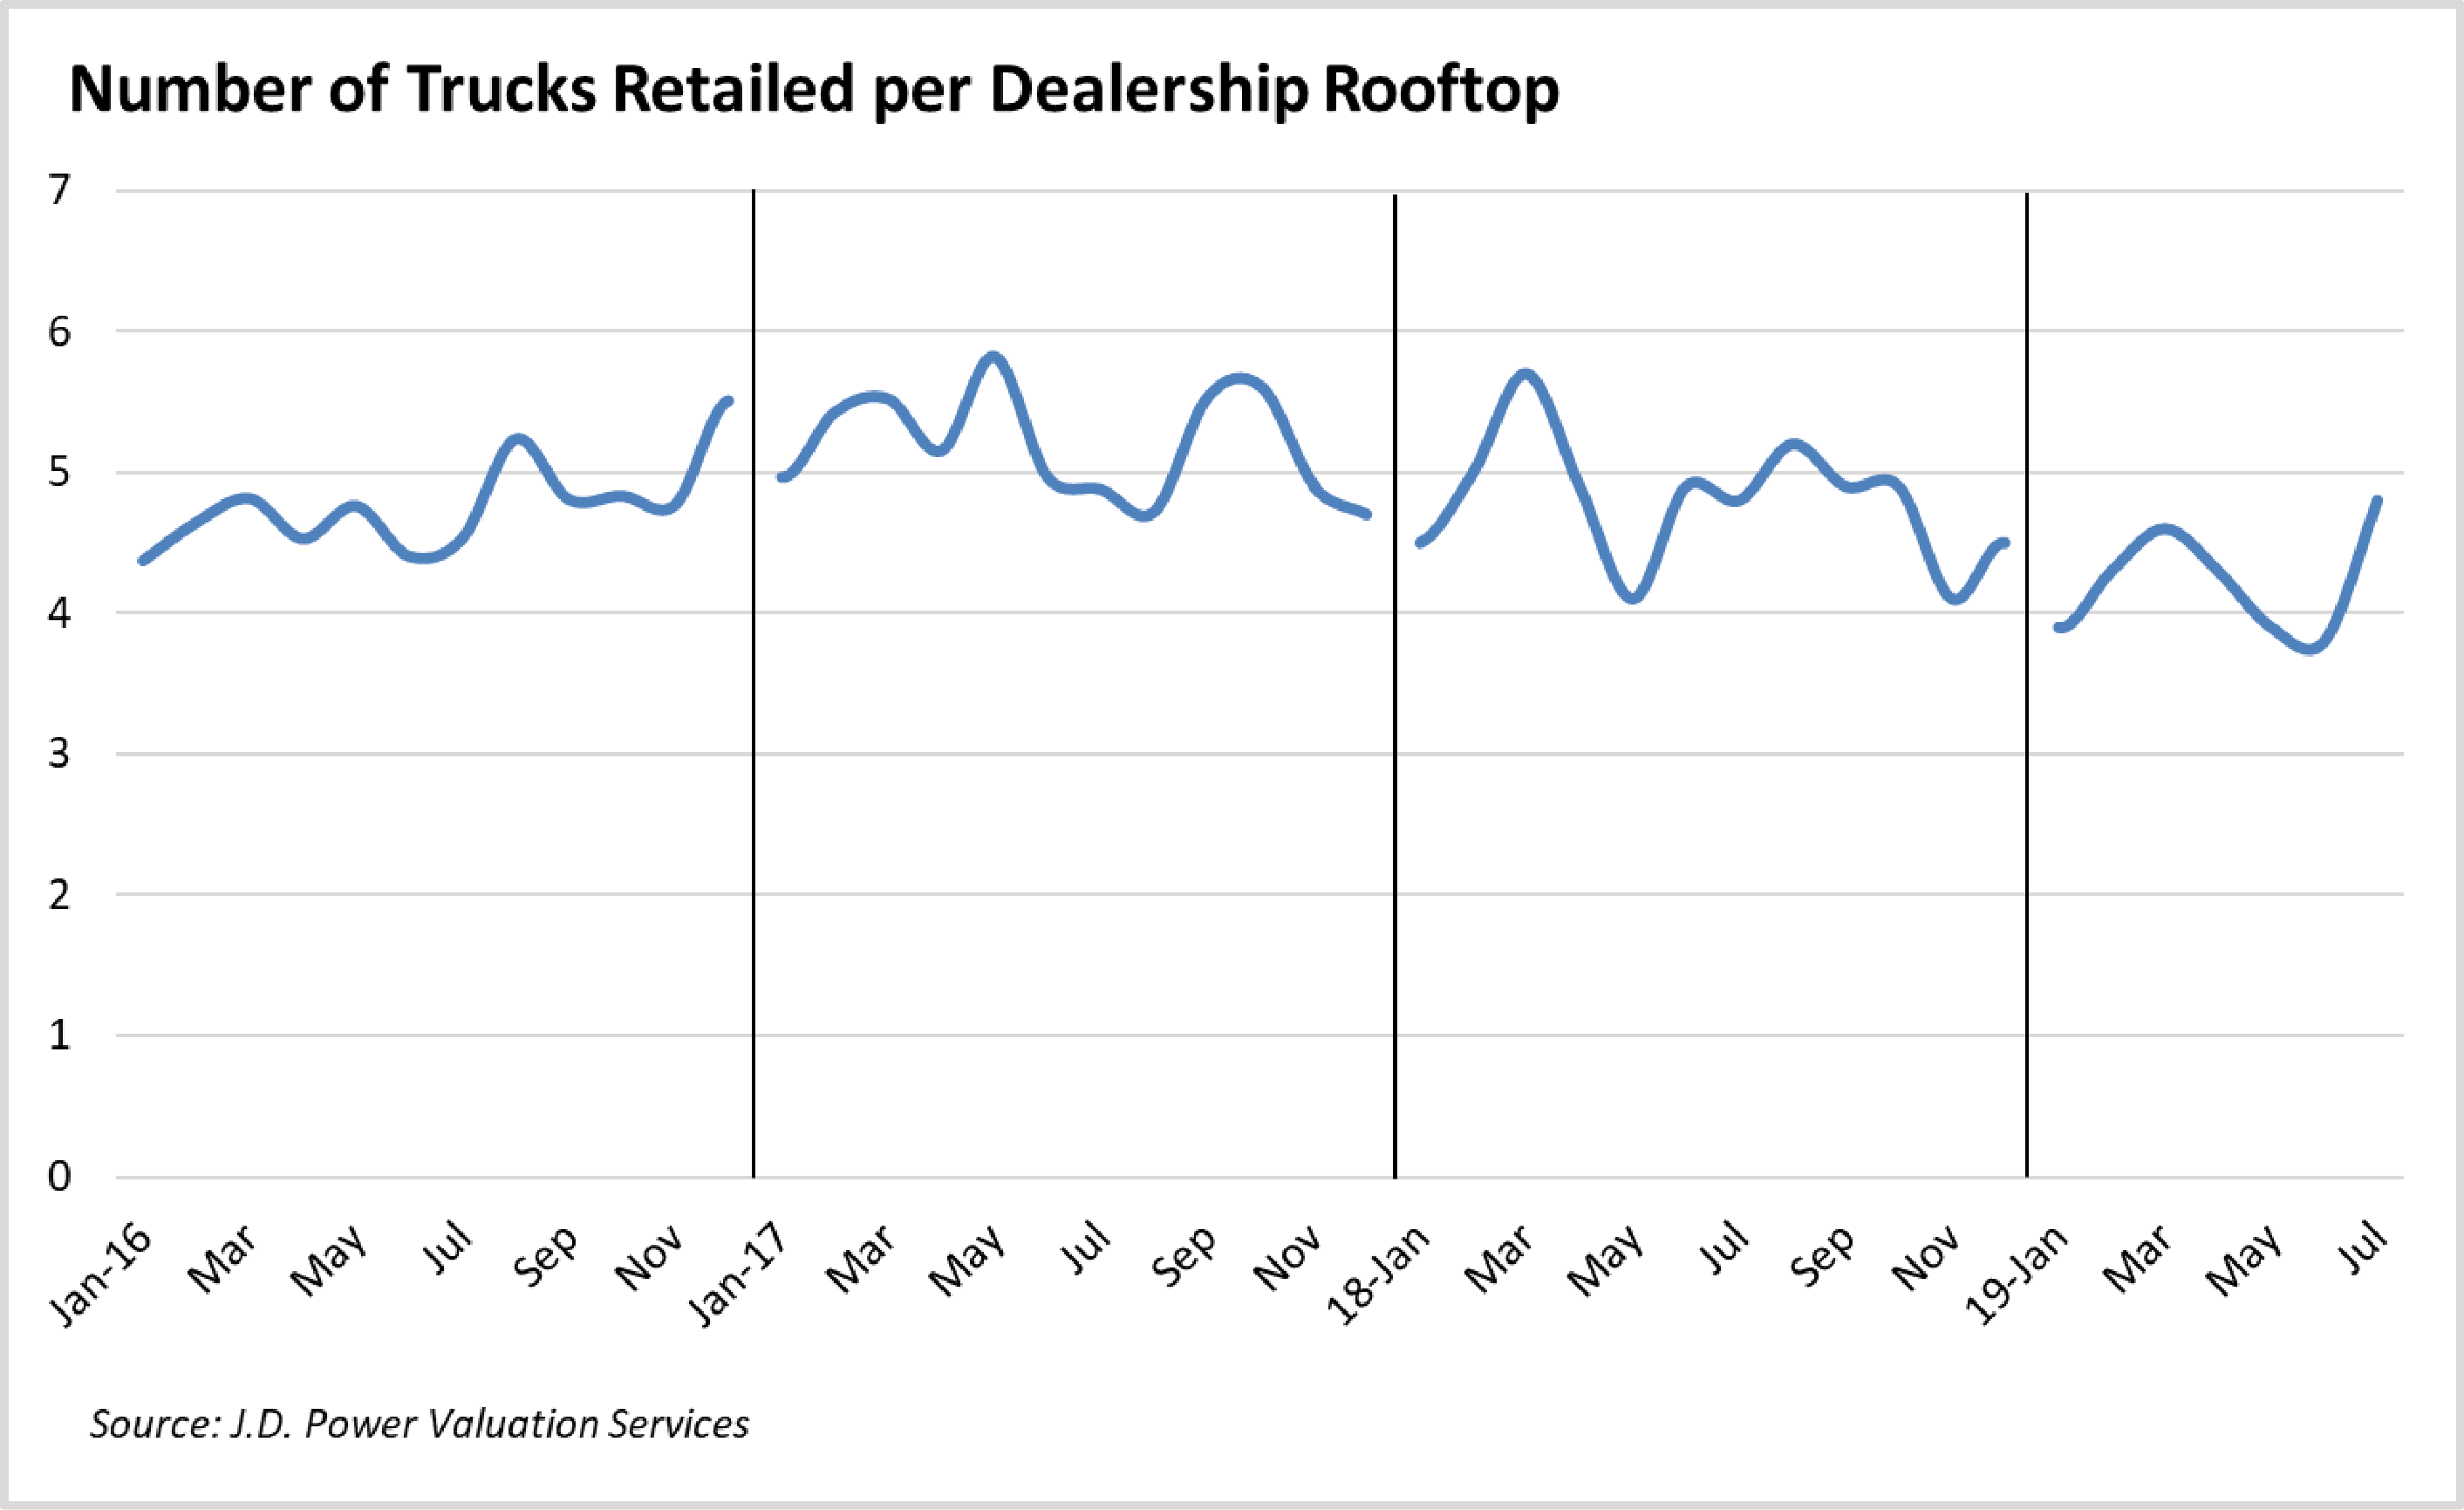 Number of Trucks Retailed per Dealership Rooftop
7
6
5
4
3
2
1
0
Jan-16 Mar May Jul Sep Nov Jan-17 Mar May Jul Sep Nov 18-Jan Mar May Jul Sep Nov 19-Jan Mar May Jul
Source: J.D. Power Valuation Services